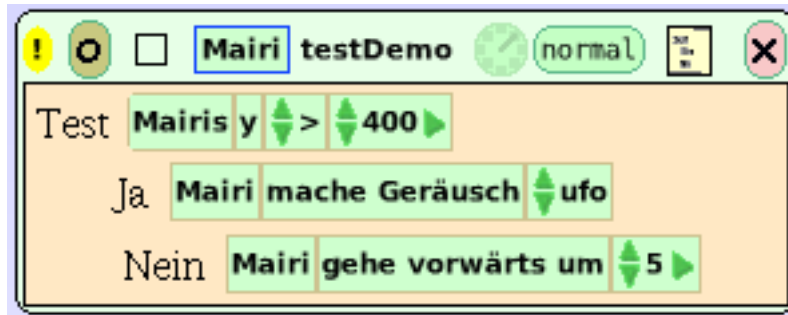 ! O Mairi testDemo normal
Test Mairis y > 400
Ja Mairi mache Geräusch ufo
Nein Mairi gehe vorwärts um 5